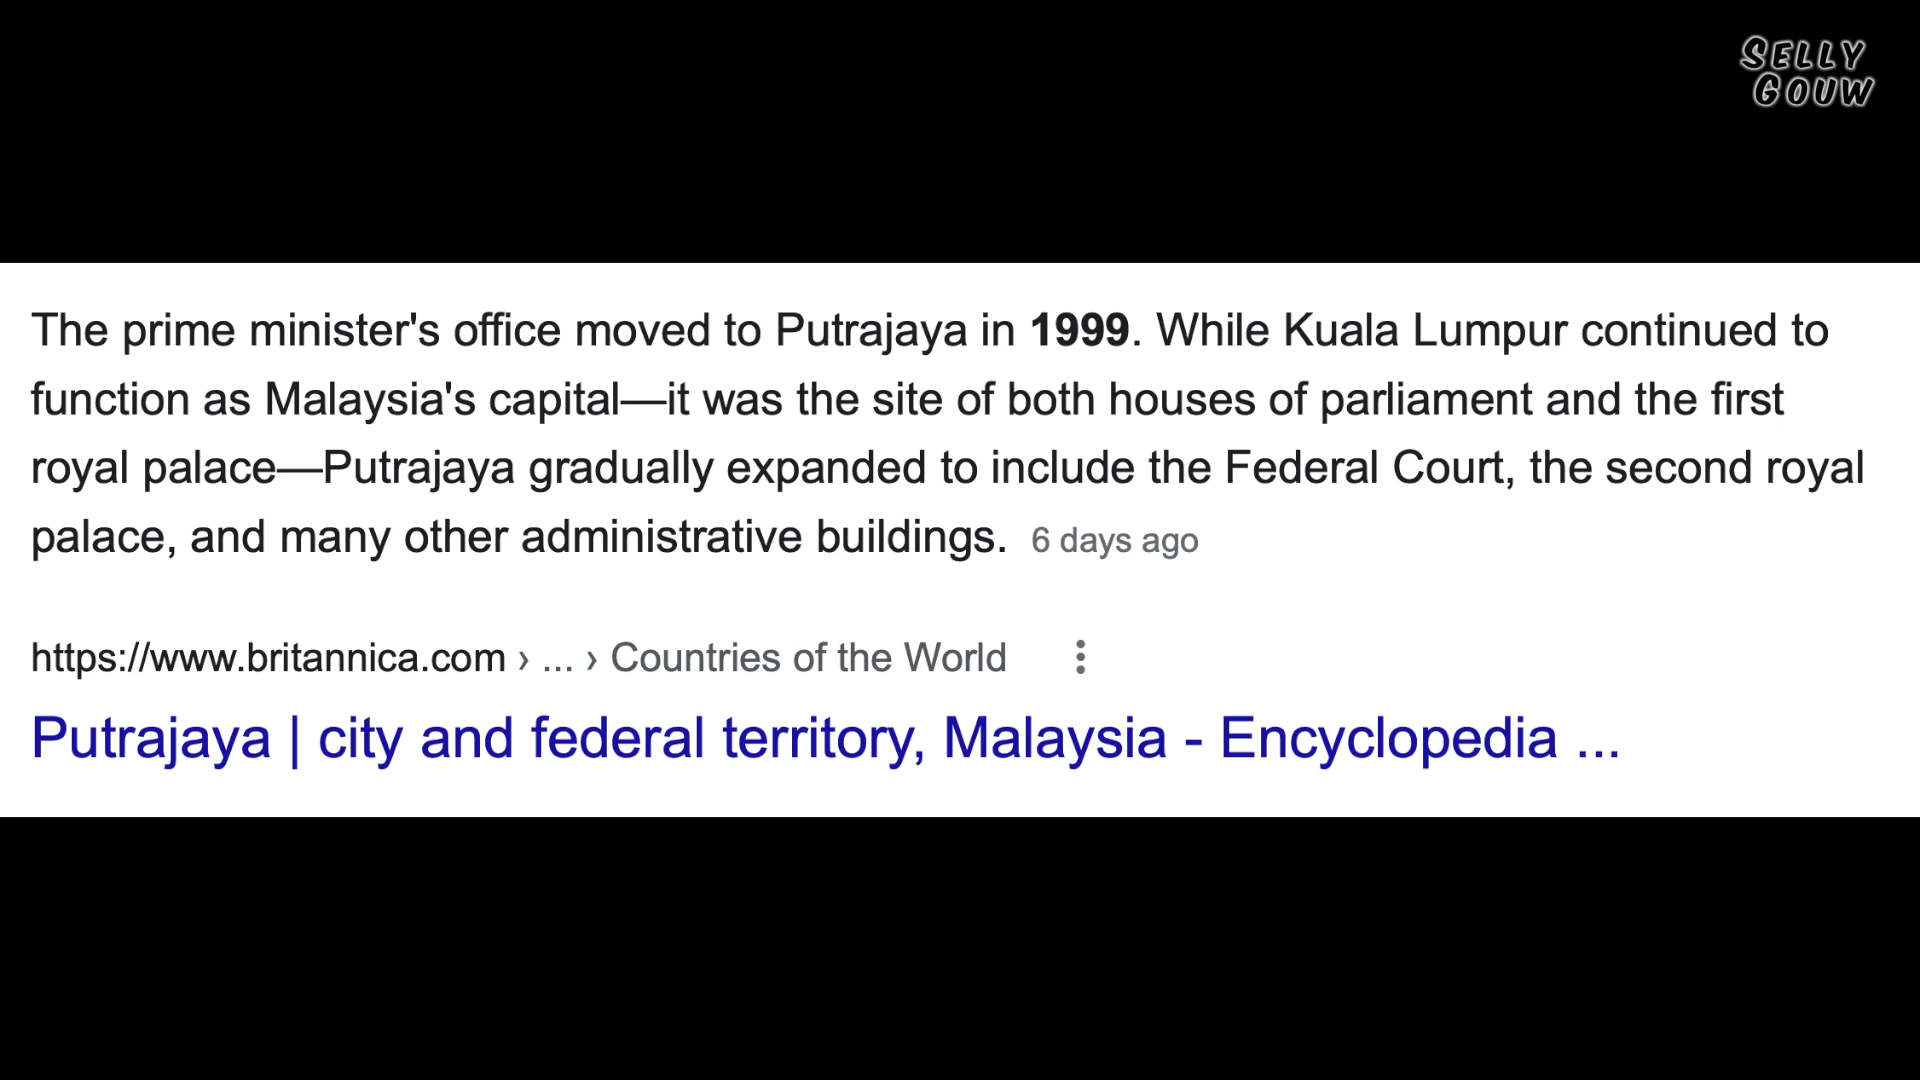 SELLY
GOUW
The prime minister's office moved to Putrajaya in 1999. While Kuala Lumpur continued to
function as Malaysia's capital—it was the site of both houses of parliament and the first
royal palace—Putrajaya gradually expanded to include the Federal Court, the second royal
palace, and many other administrative buildings. 6 days ago
https://www.britannica.com › ... › Countries of the World
Putrajaya | city and federal territory, Malaysia - Encyclopedia ...